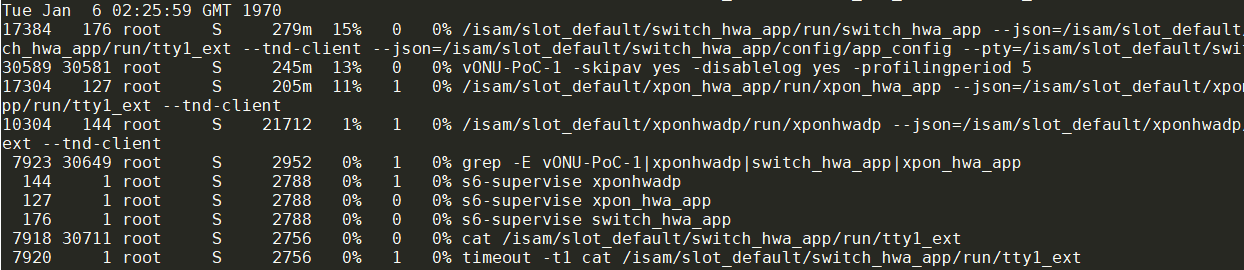 Tue Jan  6 02:25:59 GMT 1970
17384   176 root     S     279m  15%   0   0% /isam/slot_default/switch_hwa_app/run/switch_hwa_app --json=/isam/slot_default/
ch_hwa_app/run/tty1_ext --tnd-client --json=/isam/slot_default/switch_hwa_app/config/app_config --pty=/isam/slot_default/swit
30589 30581 root     S     245m  13%   0   0% vONU-PoC-1 -skipav yes -disablelog yes -profilingperiod 5
17304   127 root     S     205m  11%   1   0% /isam/slot_default/xpon_hwa_app/run/xpon_hwa_app --json=/isam/slot_default/xpon
pp/run/tty1_ext --tnd-client
10304   144 root     S    21712   1%   1   0% /isam/slot_default/xponhwadp/run/xponhwadp --json=/isam/slot_default/xponhwadp/
ext --tnd-client
 7923 30649 root     S     2952   0%   1   0% grep -E vONU-PoC-1|xponhwadp|switch_hwa_app|xpon_hwa_app
  144     1 root     S     2788   0%   1   0% s6-supervise xponhwadp
  127     1 root     S     2788   0%   0   0% s6-supervise xpon_hwa_app
  176     1 root     S     2788   0%   0   0% s6-supervise switch_hwa_app
 7918 30711 root     S     2756   0%   0   0% cat /isam/slot_default/switch_hwa_app/run/tty1_ext
 7920     1 root     S     2756   0%   1   0% timeout -t1 cat /isam/slot_default/switch_hwa_app/run/tty1_ext